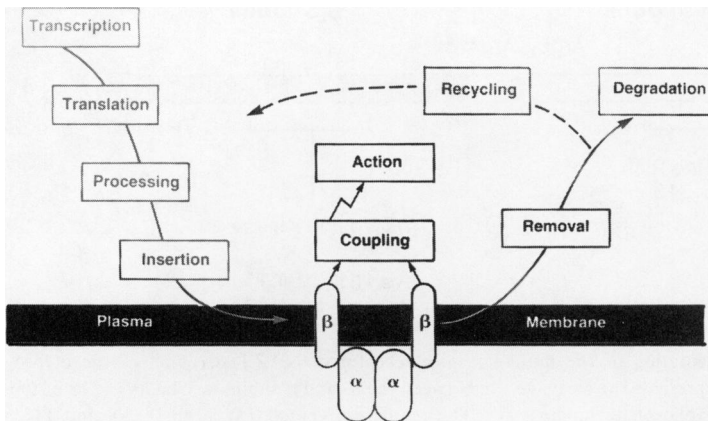 Transcription
Translation
Processing
Insertion
Recycling
Degradation
Action
Coupling
Removal
Plasma
β
β
Membrane
α
α